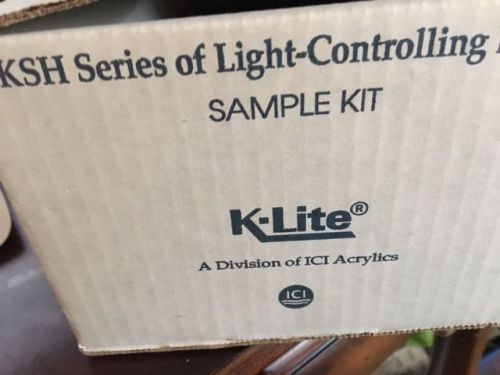 KSH Series of Light-Controlling
SAMPLE KIT
K-Lite®
A Division of ICI Acrylics
ICI